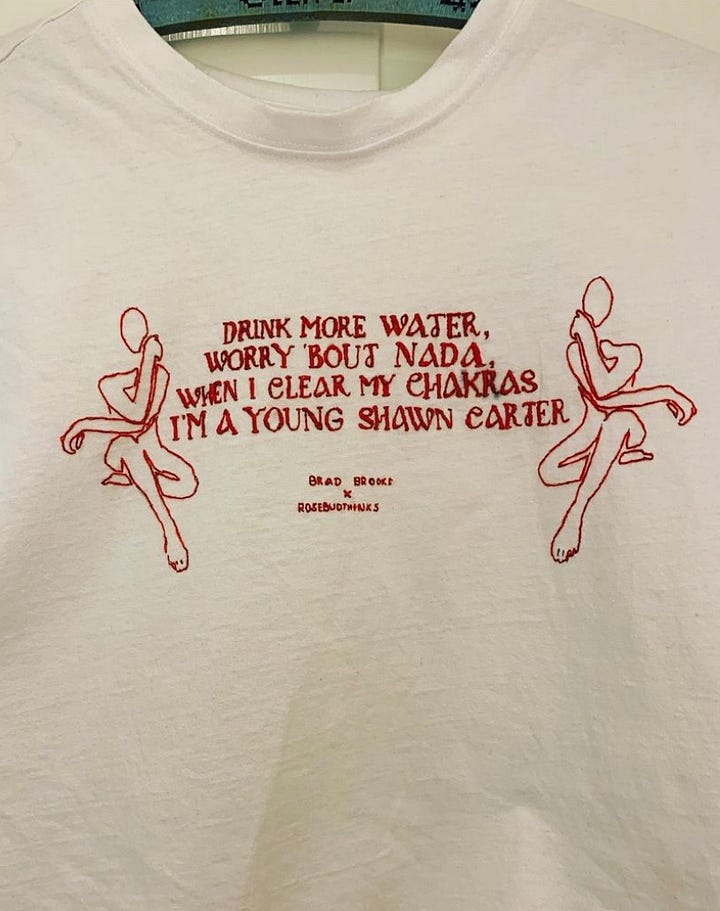 DRINK MORE WATER,
WORRY 'BOUT NADA,
WHEN I CLEAR MY CHAKRAS
I'M A YOUNG SHAWN CARTER
BRAD BROOKS
X
ROSEBUDTHINKS